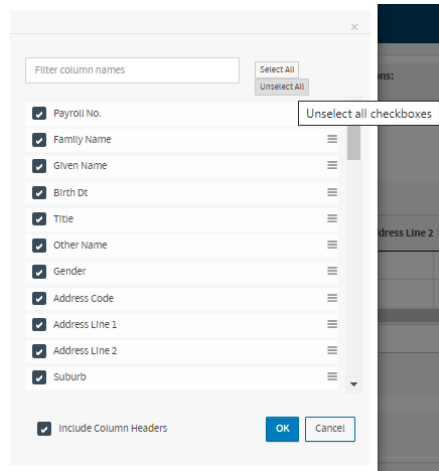 Filter column names
Select All
Unselect All
ns:
Unselect all checkboxes
Payroll No.
Family Name
Given Name
Birth Dt
Title
Other Name
dress Line 2
Gender
Address Code
Address Line 1
Address Line 2
Suburb
Include Column Headers
OK
Cancel